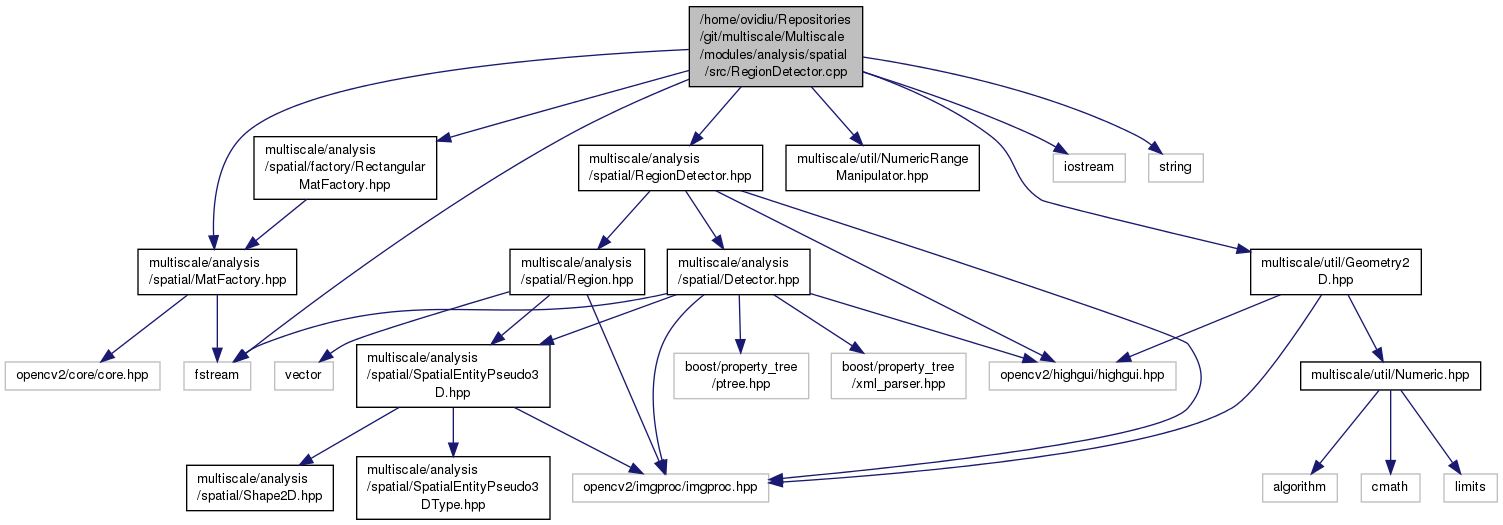 /home/ovidiu/Repositories
/git/multiscale/Multiscale
/modules/analysis/spatial
/src/RegionDetector.cpp
multiscale/analysis
/spatial/factory/Rectangular
MatFactory.hpp
multiscale/analysis
/spatial/RegionDetector.hpp
multiscale/util/NumericRange
Manipulator.hpp
iostream
string
multiscale/analysis
/spatial/MatFactory.hpp
multiscale/analysis
/spatial/Region.hpp
multiscale/analysis
/spatial/Detector.hpp
multiscale/util/Geometry2
D.hpp
opencv2/core/core.hpp
fstream
vector
multiscale/analysis
/spatial/SpatialEntityPseudo3
D.hpp
boost/property_tree
/ptree.hpp
boost/property_tree
/xml_parser.hpp
opencv2/highgui/highgui.hpp
multiscale/util/Numeric.hpp
multiscale/analysis
/spatial/Shape2D.hpp
multiscale/analysis
/spatial/SpatialEntityPseudo3
DType.hpp
opencv2/imgproc/imgproc.hpp
algorithm
cmath
limits